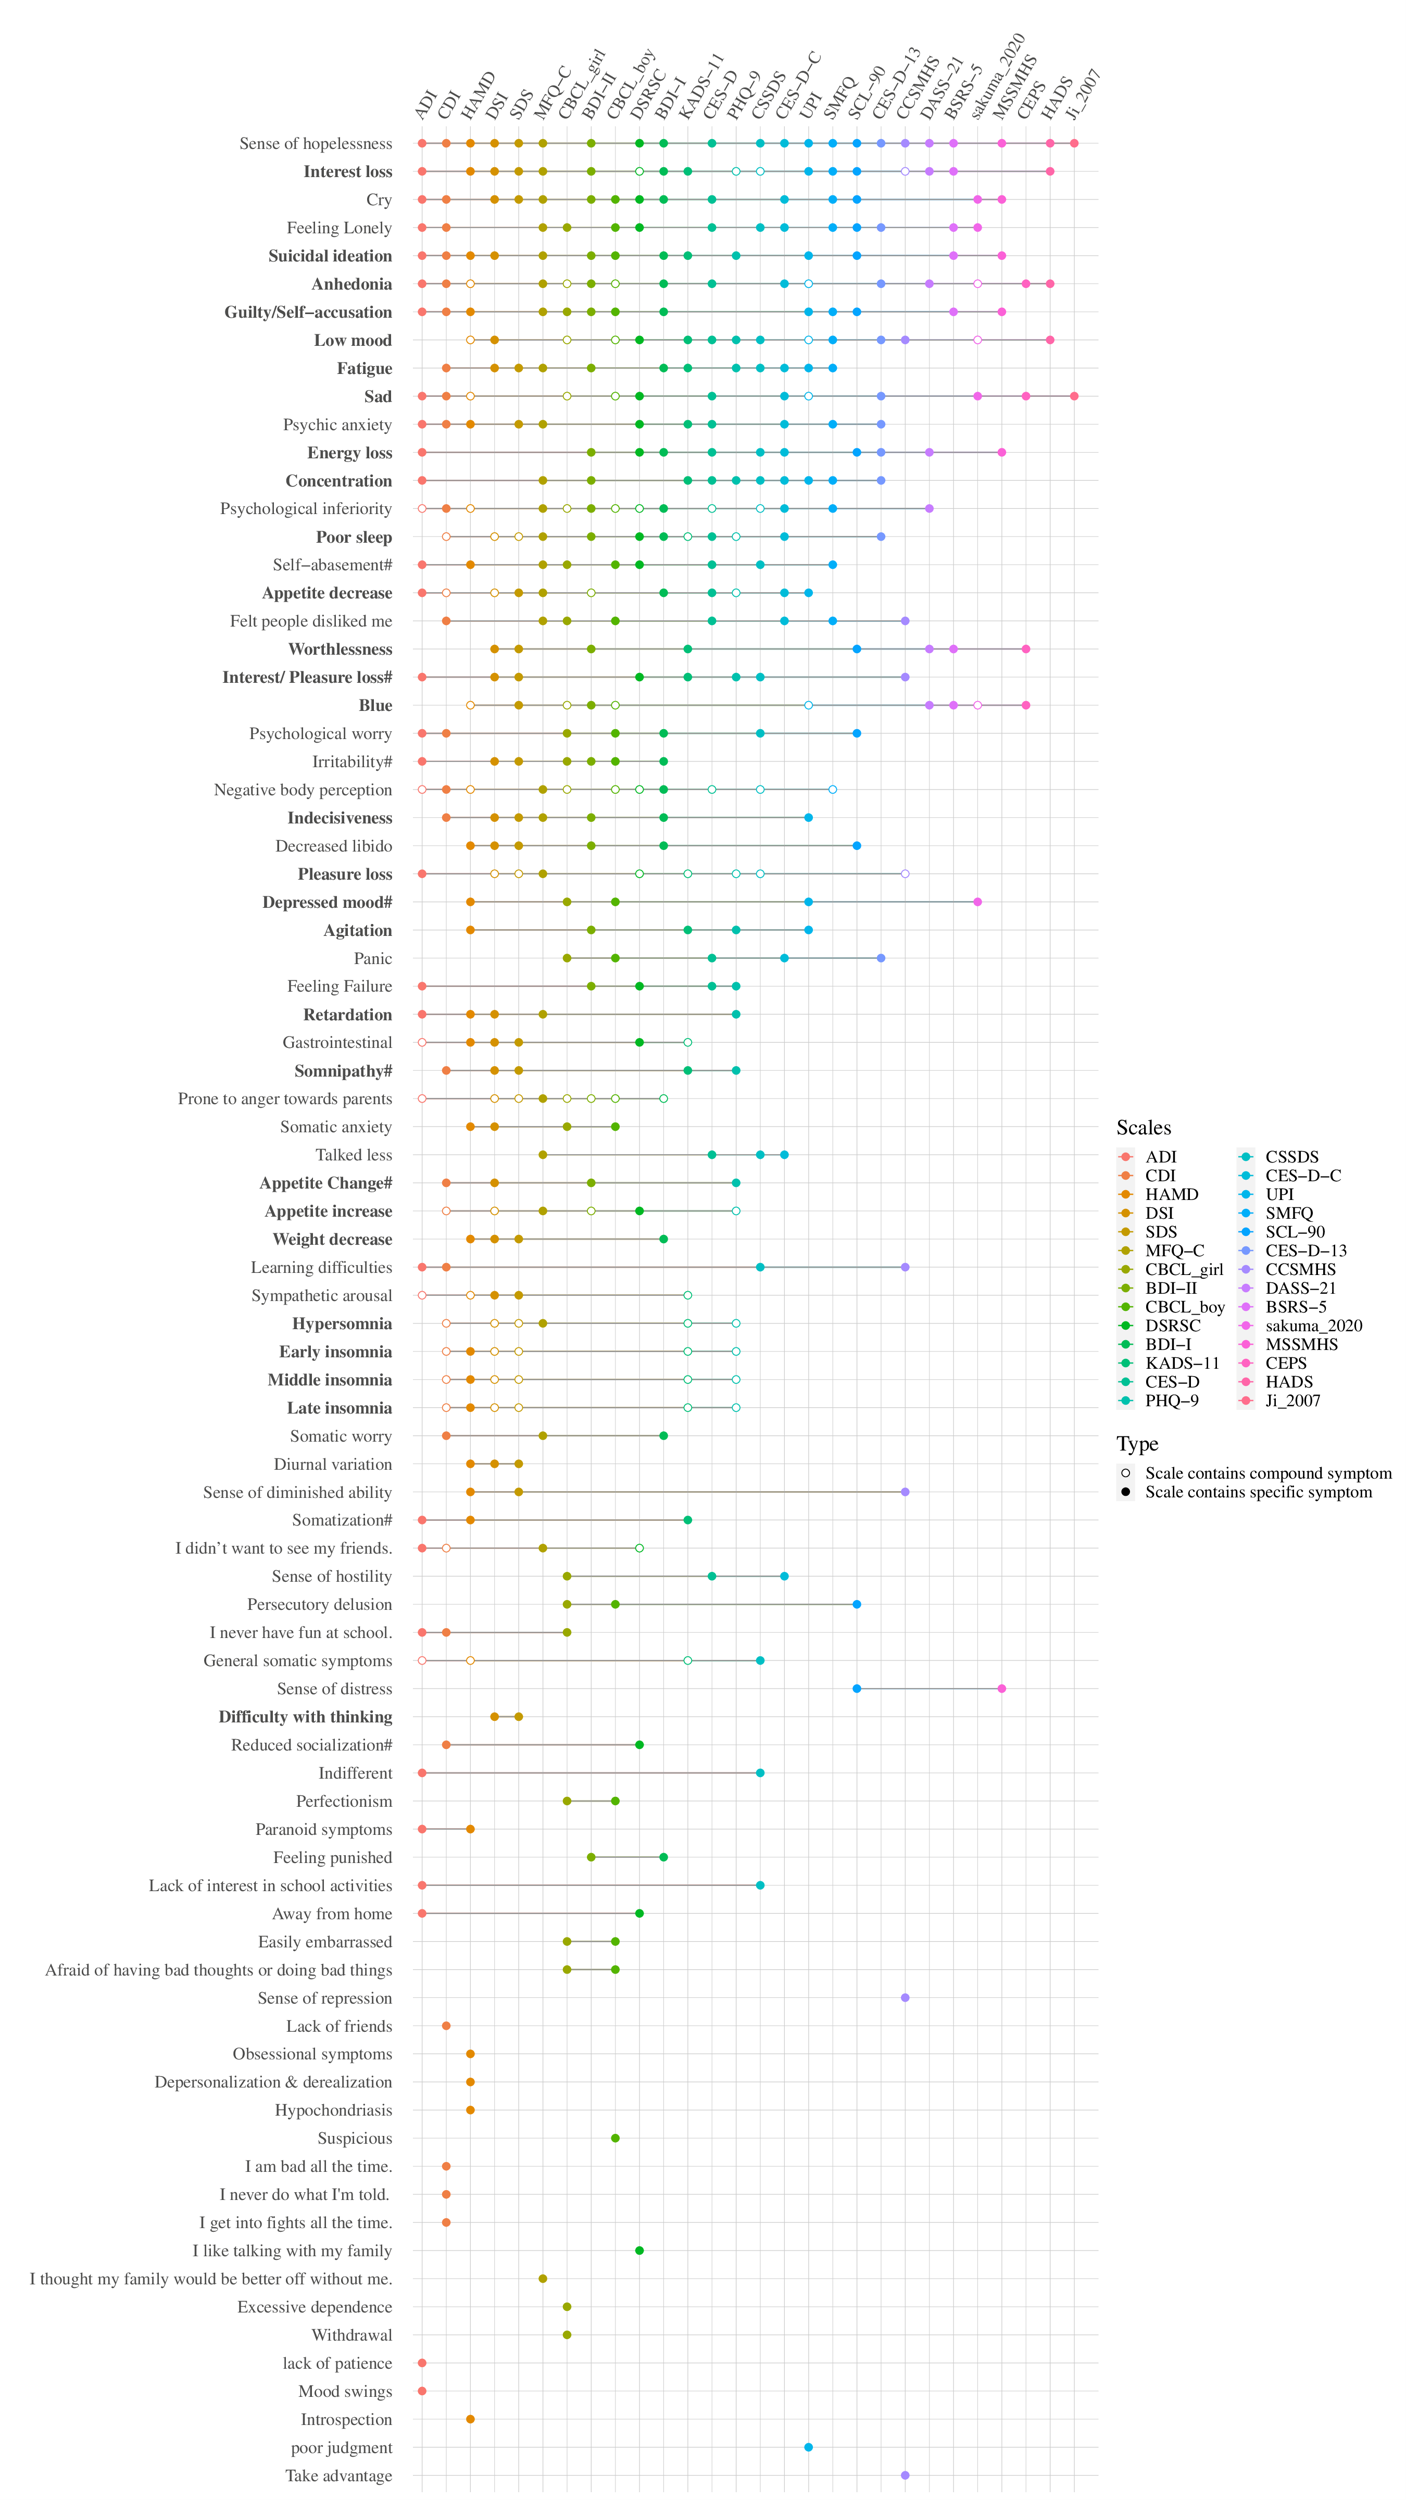 ADI
CDI
HAMD
DSI
SDS
MFQ−C
CBCL_girl
BDI−II
CBCL_boy
DSRSC
BDI−I
KADS−11
CES−D
PHQ−9
CSSDS
CES−D−C
UPI
SMFQ
SCL−90
CES−D−13
CCSMHS
DASS−21
BSRS−5
sakuma_2020
MSSMHS
CEPS
HADS
Ji_2007
Sense of hopelessness
Interest loss
Cry
Feeling Lonely
Suicidal ideation
Anhedonia
Guilty/Self−accusation
Low mood
Fatigue
Sad
Psychic anxiety
Energy loss
Concentration
Psychological inferiority
Poor sleep
Self−abasement#
Appetite decrease
Felt people disliked me
Worthlessness
Interest/ Pleasure loss#
Blue
Psychological worry
Irritability#
Negative body perception
Indecisiveness
Decreased libido
Pleasure loss
Depressed mood#
Agitation
Panic
Feeling Failure
Retardation
Gastrointestinal
Somnipathy#
Prone to anger towards parents
Somatic anxiety
Talked less
Appetite Change#
Appetite increase
Weight decrease
Learning difficulties
Sympathetic arousal
Hypersomnia
Early insomnia
Middle insomnia
Late insomnia
Somatic worry
Diurnal variation
Sense of diminished ability
Somatization#
I didn’t want to see my friends.
Sense of hostility
Persecutory delusion
I never have fun at school.
General somatic symptoms
Sense of distress
Difficulty with thinking
Reduced socialization#
Indifferent
Perfectionism
Paranoid symptoms
Feeling punished
Lack of interest in school activities
Away from home
Easily embarrassed
Afraid of having bad thoughts or doing bad things
Sense of repression
Lack of friends
Obsessional symptoms
Depersonalization & derealization
Hypochondriasis
Suspicious
I am bad all the time.
I never do what I'm told.
I get into fights all the time.
I like talking with my family
I thought my family would be better off without me.
Excessive dependence
Withdrawal
lack of patience
Mood swings
Introspection
poor judgment
Take advantage
Scales
ADI
CDI
HAMD
DSI
SDS
MFQ−C
CBCL_girl
BDI−II
CBCL_boy
DSRSC
BDI−I
KADS−11
CES−D
PHQ−9
CSSDS
CES−D−C
UPI
SMFQ
SCL−90
CES−D−13
CCSMHS
DASS−21
BSRS−5
sakuma_2020
MSSMHS
CEPS
HADS
Ji_2007
Type
Scale contains compound symptom
Scale contains specific symptom